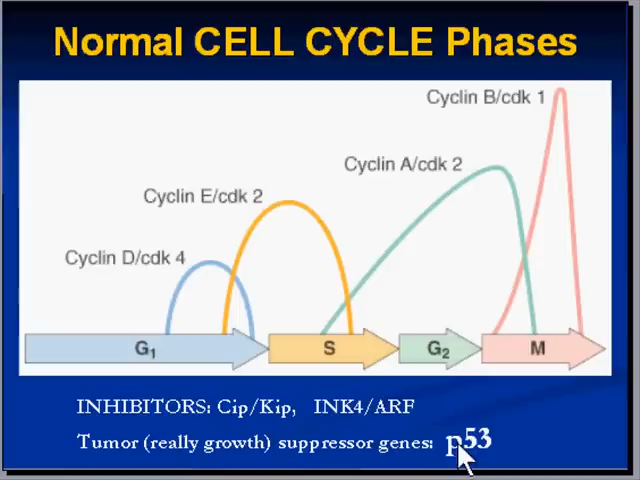 Normal CELL CYCLE Phases
Cyclin B/cdk 1
Cyclin A/cdk 2
Cyclin E/cdk 2
Cyclin D/cdk 4
G1 S G2 M
INHIBITORS: Cip/Kip, INK4/ARF
Tumor (really growth) suppressor genes: p53